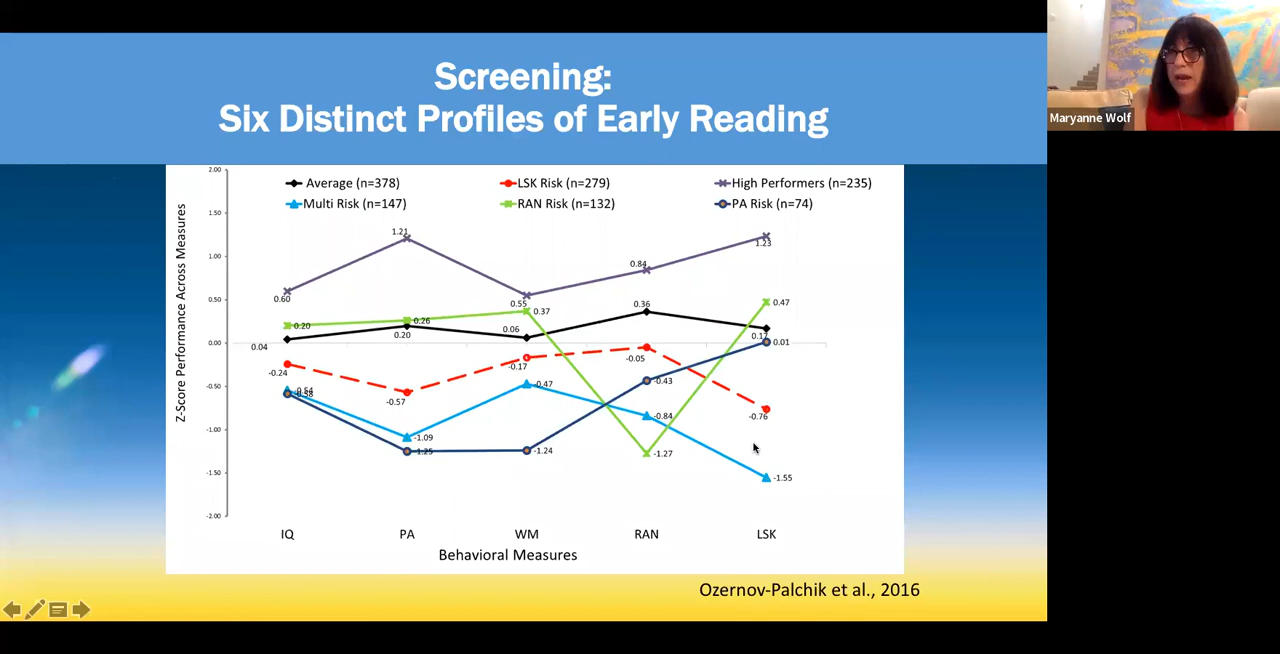 Screening:
Six Distinct Profiles of Early Reading
Maryanne Wolf
Average (n=378)
LSK Risk (n=279)
High Performers (n=235)
Multi Risk (n=147)
RAN Risk (n=132)
PA Risk (n=74)
Z-Score Performance Across Measures
2.00
1.50
1.00
0.50
0.00
-0.50
-1.00
-1.50
-2.00
0.60
1.21
0.55
0.84
1.23
0.20
0.26
0.37
-1.27
0.47
0.04
0.20
0.06
0.36
0.17
-0.24
-0.57
-0.17
-0.05
-0.76
-1.09
-0.47
-0.84
-1.55
-1.25
-1.24
-0.43
0.01
IQ
PA
WM
RAN
LSK
Behavioral Measures
Ozernov-Palchik et al., 2016